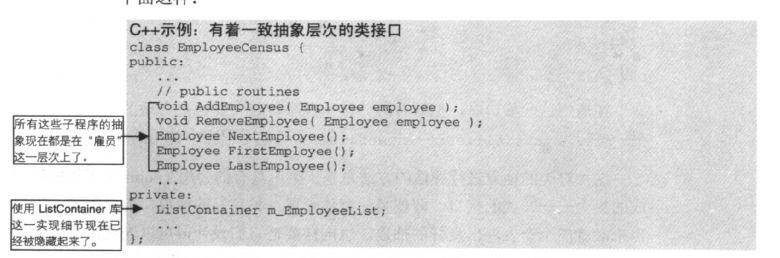 下面这样：
C++示例：有着一致抽象层次的类接口
class EmployeeCensus {
public:
...
// public routines
void AddEmployee( Employee employee );
void RemoveEmployee( Employee employee );
Employee NextEmployee();
Employee FirstEmployee();
Employee LastEmployee();
...
private:
ListContainer m_EmployeeList;
...
};
所有这些子程序的抽
象现在都是在“雇员”
这一层次上了。
使用 ListContainer 库
这一实现细节现在已
经被隐藏起来了。